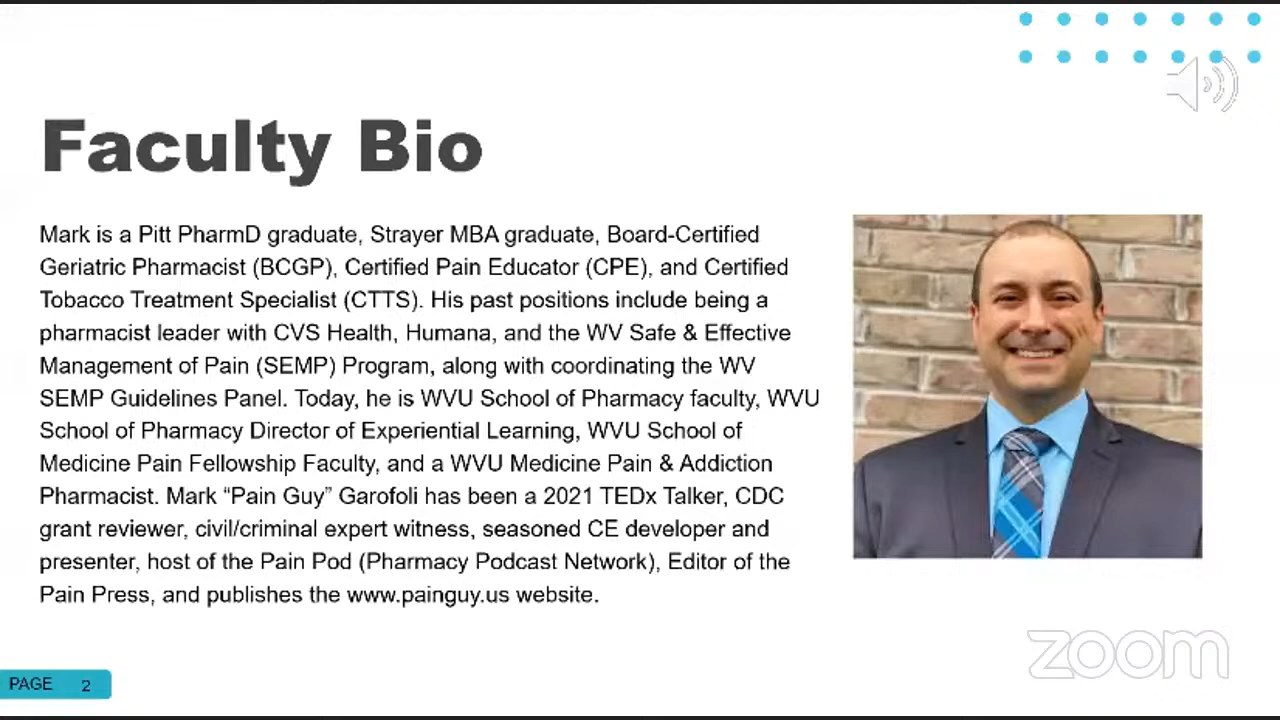 Faculty Bio
Mark is a Pitt PharmD graduate, Strayer MBA graduate, Board-Certified
Geriatric Pharmacist (BCGP), Certified Pain Educator (CPE), and Certified
Tobacco Treatment Specialist (CTTS). His past positions include being a
pharmacist leader with CVS Health, Humana, and the WV Safe & Effective
Management of Pain (SEMP) Program, along with coordinating the WV
SEMP Guidelines Panel. Today, he is WVU School of Pharmacy faculty, WVU
School of Pharmacy Director of Experiential Learning, WVU School of
Medicine Pain Fellowship Faculty, and a WVU Medicine Pain & Addiction
Pharmacist. Mark “Pain Guy” Garofoli has been a 2021 TEDx Talker, CDC
grant reviewer, civil/criminal expert witness, seasoned CE developer and
presenter, host of the Pain Pod (Pharmacy Podcast Network), Editor of the
Pain Press, and publishes the www.painguy.us website.
zoom
PAGE 2